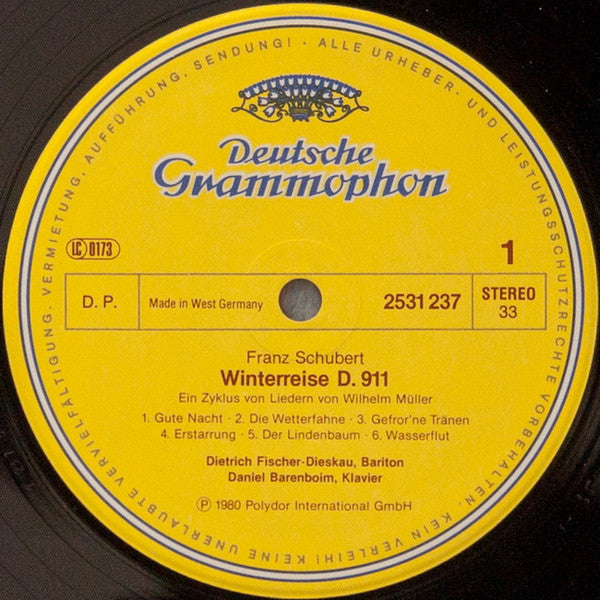 ALLE URHEBER- UND LEISTUNGSSCHUTZRECHTE VORBEHALTEN · KEIN VERLEIH! KEINE UNERLAUBTE VERVIELFÄLTIGUNG, VERMIETUNG, AUFFÜHRUNG, SENDUNG! ·
Deutsche
Grammophon
LC 0173
1
D. P.
Made in West Germany
2531 237
STEREO
33
Franz Schubert
Winterreise D. 911
Ein Zyklus von Liedern von Wilhelm Müller
1. Gute Nacht · 2. Die Wetterfahne · 3. Gefror'ne Tränen
4. Erstarrung · 5. Der Lindenbaum · 6. Wasserflut
Dietrich Fischer-Dieskau, Bariton
Daniel Barenboim, Klavier
Ⓟ 1980 Polydor International GmbH